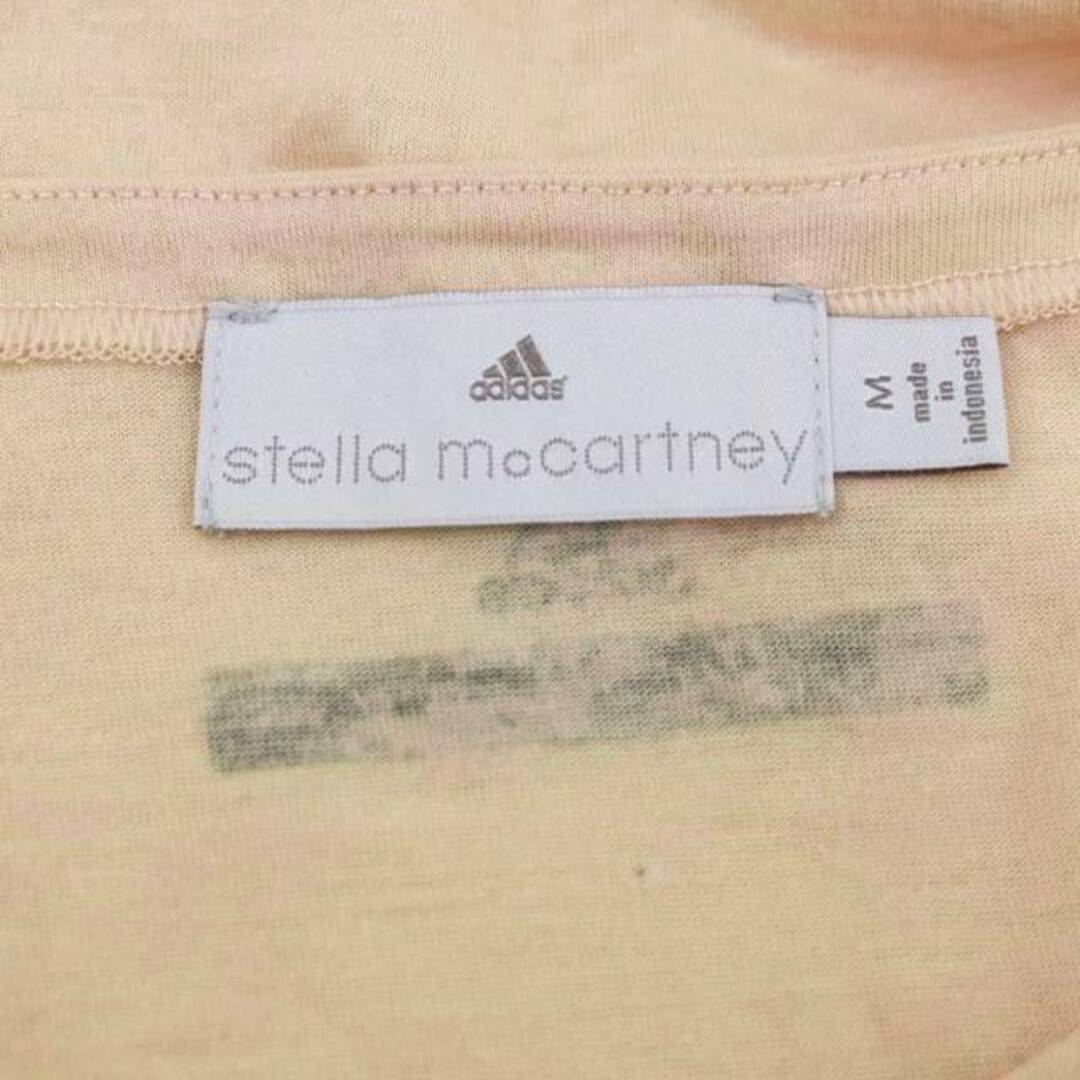 adidas
stella mccartney
M
made
in
indonesia